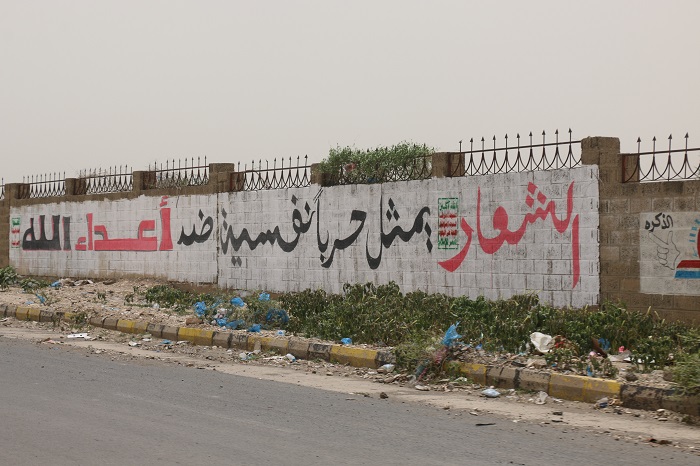 الشعار يمثل حرباً نفسية ضد أعداء الله